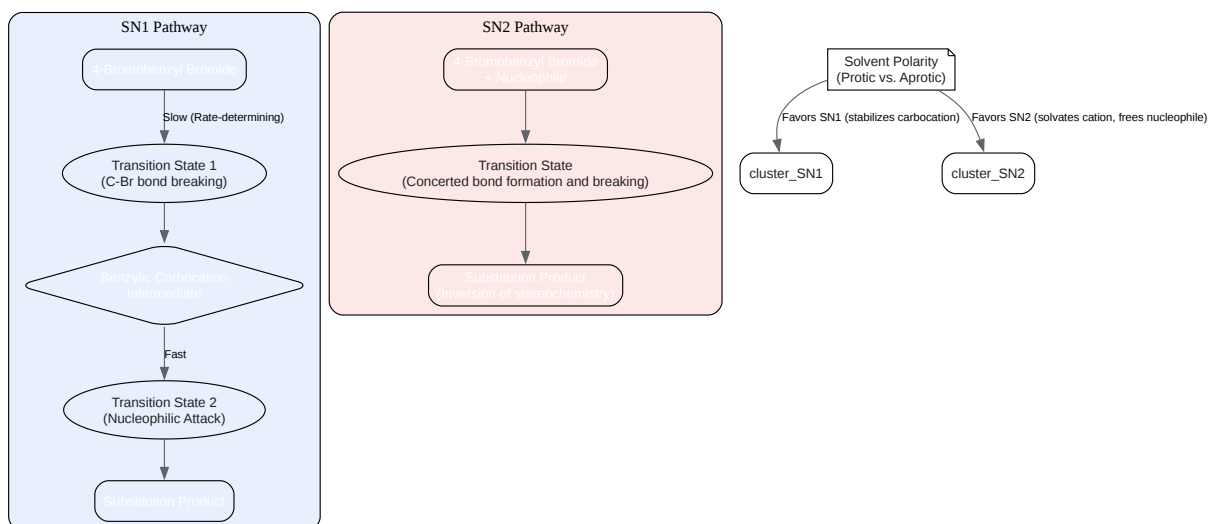 SN1 Pathway
4-Bromobenzyl Bromide
Slow (Rate-determining)
Transition State 1
(C-Br bond breaking)
Benzylic Carbocation
Intermediate
Fast
Transition State 2
(Nucleophilic Attack)
Substitution Product
SN2 Pathway
4-Bromobenzyl Bromide
+ Nucleophile
Transition State
(Concerted bond formation and breaking)
Substitution Product
(Inversion of stereochemistry)
Solvent Polarity
(Protic vs. Aprotic)
Favors SN1 (stabilizes carbocation)
Favors SN2 (solvates cation, frees nucleophile)
cluster_SN1
cluster_SN2